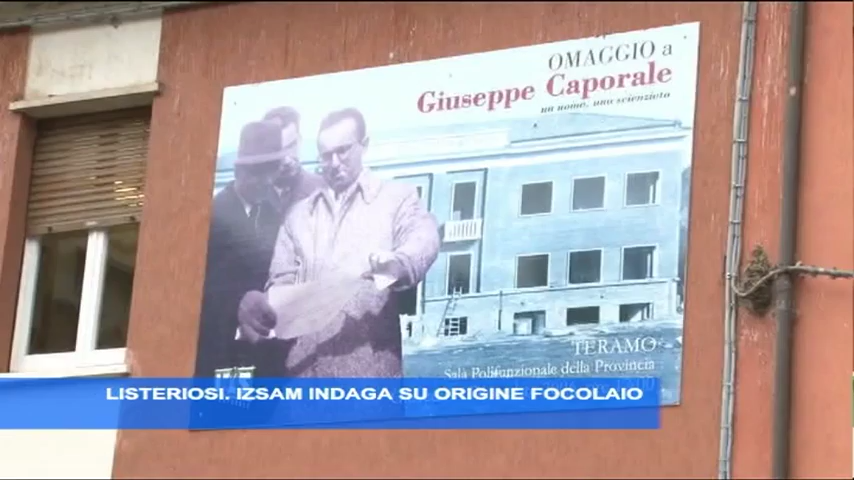 OMAGGIO a
Giuseppe Caporale
un uomo, uno scienziato
TERAMO
Sala Polifunzionale della Provincia
LISTERIOSI. IZSAM INDAGA SU ORIGINE FOCOLAIO